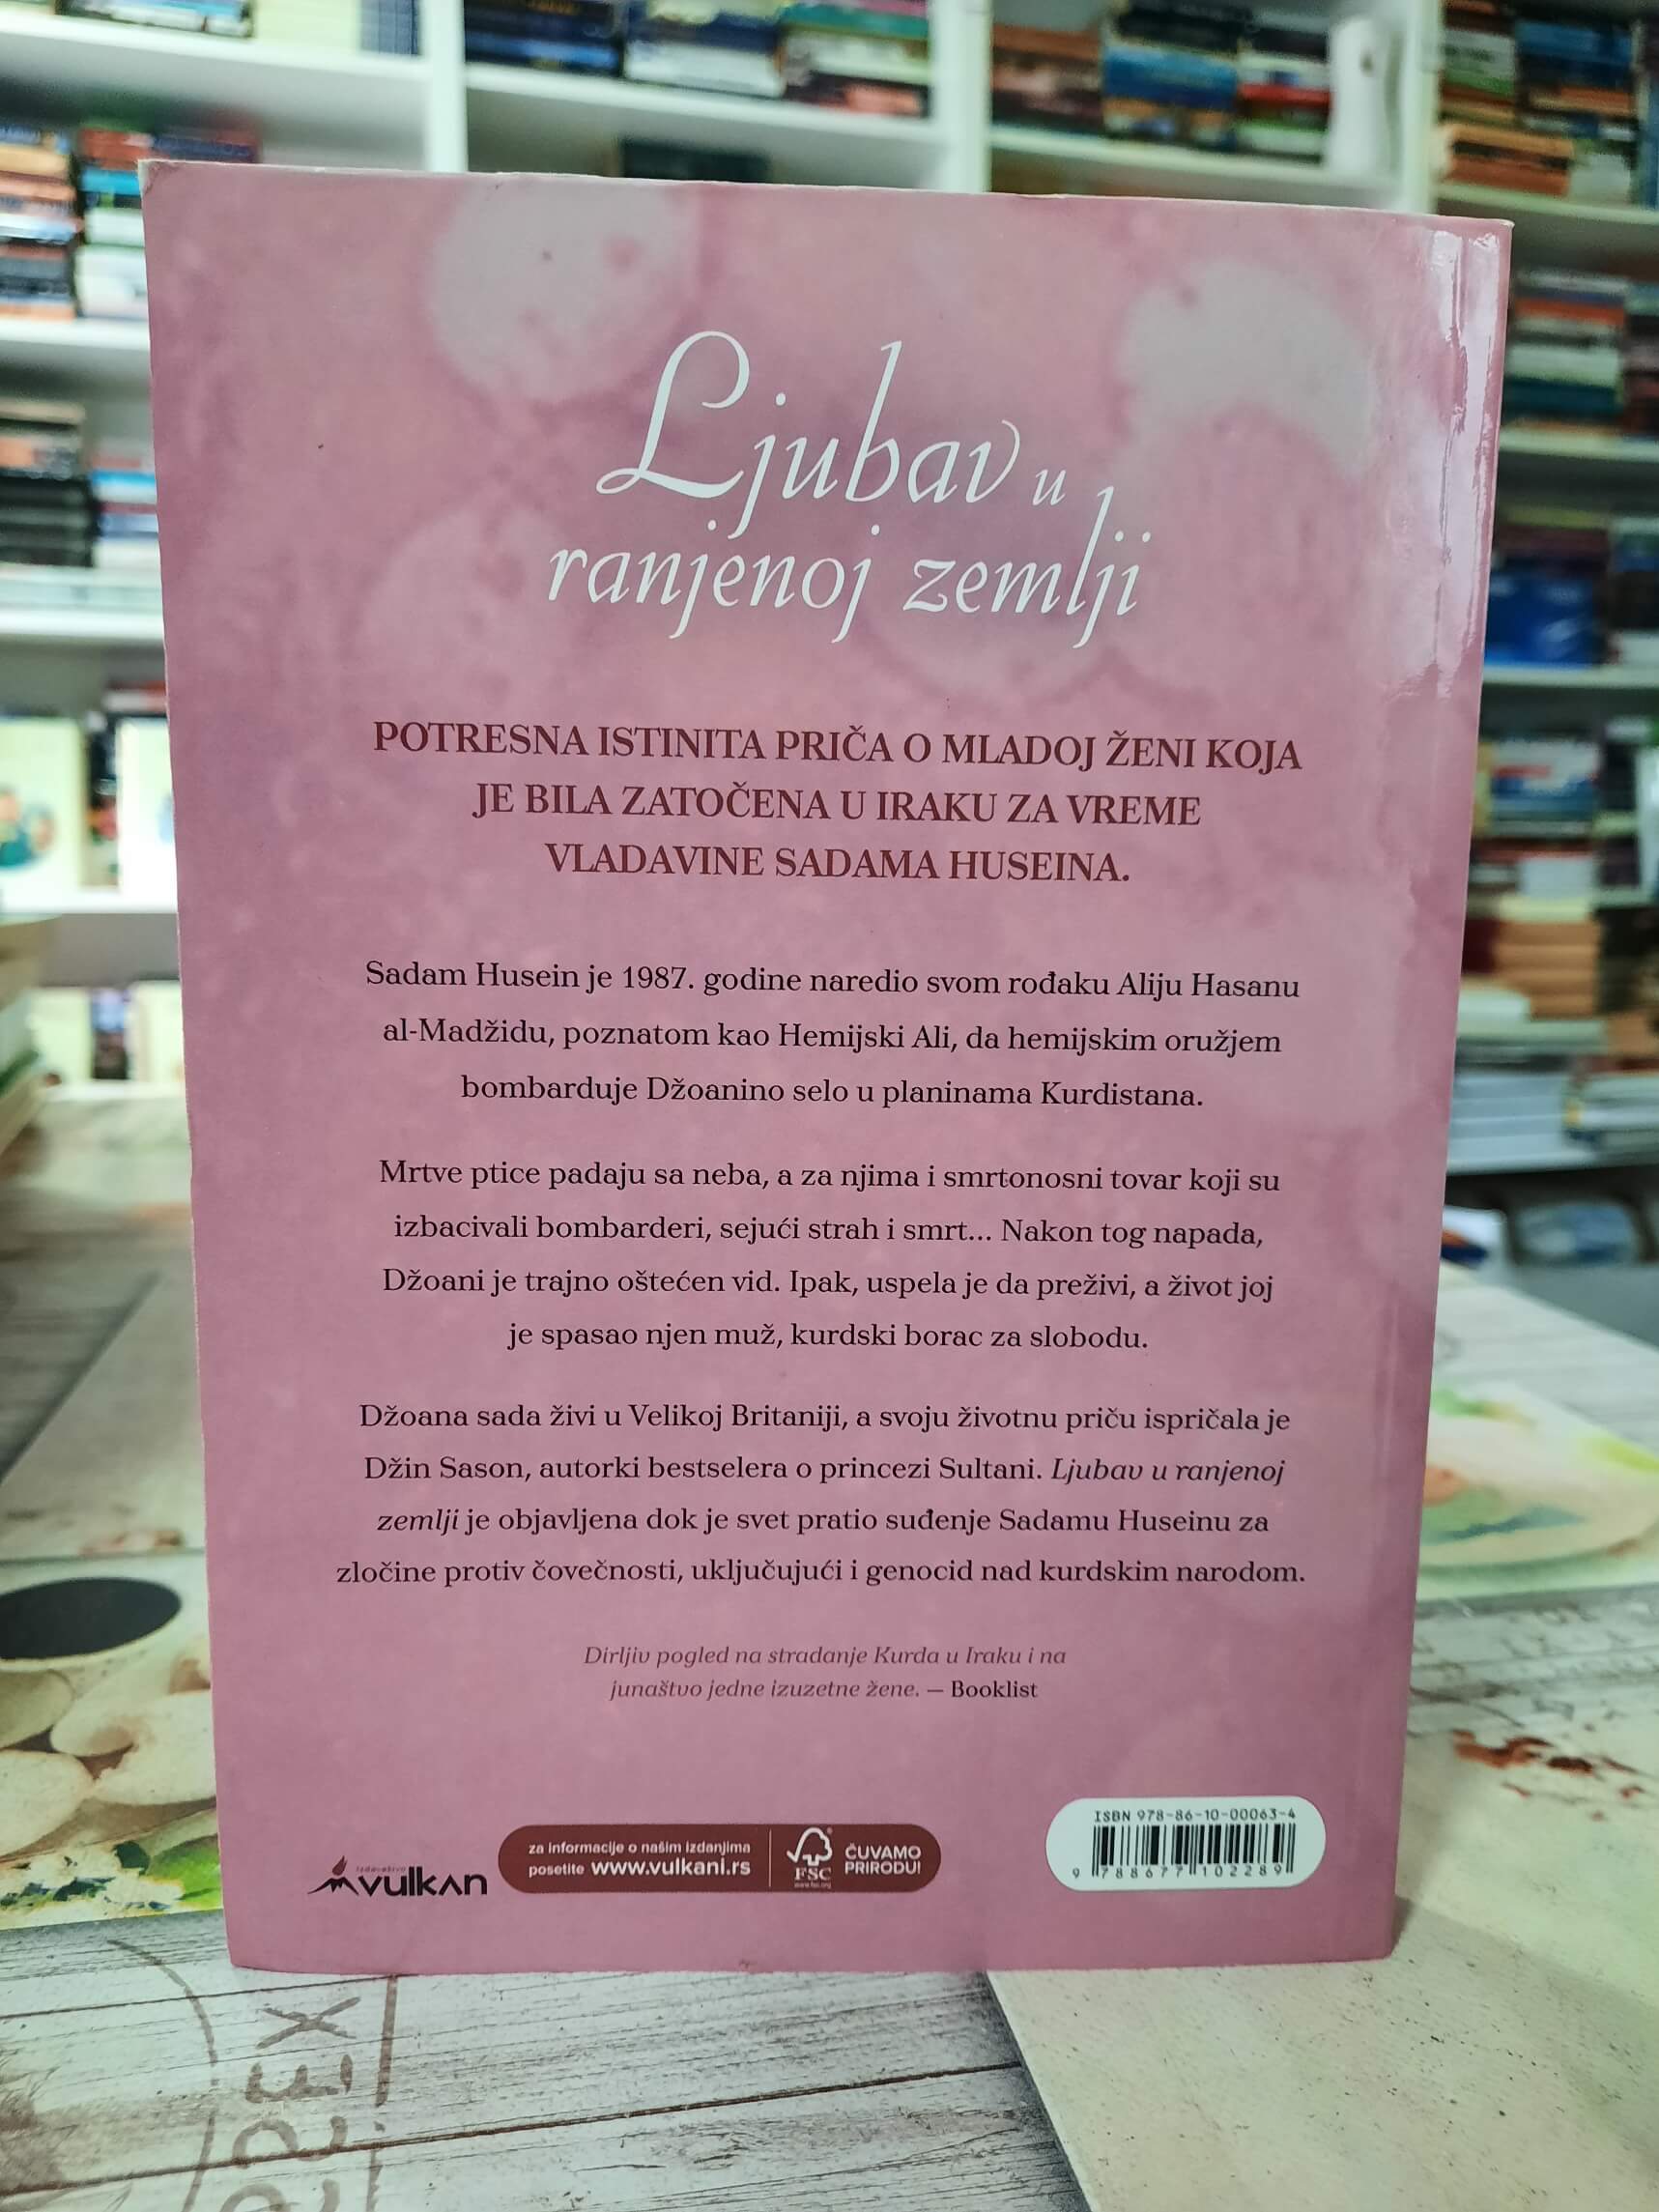 Ljubav u
ranjenoj zemlji
POTRESNA ISTINITA PRIČA O MLADOJ ŽENI KOJA
JE BILA ZATOČENA U IRAKU ZA VREME
VLADAVINE SADAMA HUSEINA.
Sadam Husein je 1987. godine naredio svom rođaku Aliju Hasanu
al-Madžidu, poznatom kao Hemijski Ali, da hemijskim oružjem
bombarduje Džoanino selo u planinama Kurdistana.
Mrtve ptice padaju sa neba, a za njima i smrtonosni tovar koji su
izbacivali bombarderi, sejući strah i smrt... Nakon tog napada,
Džoani je trajno oštećen vid. Ipak, uspela je da preživi, a život joj
je spasao njen muž, kurdski borac za slobodu.
Džoana sada živi u Velikoj Britaniji, a svoju životnu priču ispričala je
Džin Sason, autorki bestselera o princezi Sultani. Ljubav u ranjenoj
zemlji je objavljena dok je svet pratio suđenje Sadamu Huseinu za
zločine protiv čovečnosti, uključujući i genocid nad kurdskim narodom.
Dirljiv pogled na stradanje Kurda u Iraku i na
junaštvo jedne izuzetne žene. — Booklist
izdavaštvo
vulkan
za informacije o našim izdanjima
posetite www.vulkani.rs
FSC
www.fsc.org
ČUVAMO
PRIRODU!
ISBN 978-86-10-00063-4
9 788677 102289